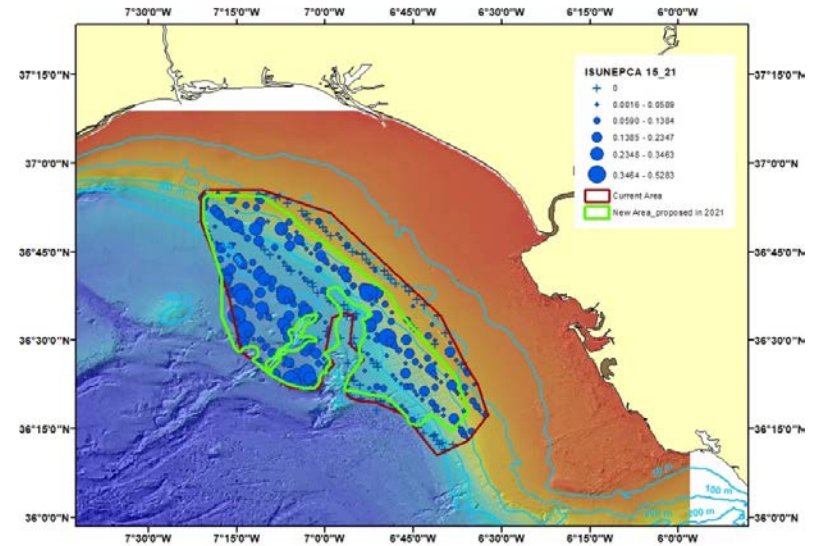 7°30'0"W 7°15'0"W 7°0'0"W 6°45'0"W 6°30'0"W 6°15'0"W 6°0'0"W
37°15'0"N 37°15'0"N
ISUNEPCA 15_21
0
0.0016 - 0.0589
0.0590 - 0.1384
0.1385 - 0.2347
0.2348 - 0.3463
0.3464 - 0.5283
Current Area
New Area_proposed in 2021
37°0'0"N 37°0'0"N
36°45'0"N 36°45'0"N
36°30'0"N 36°30'0"N
36°15'0"N 36°15'0"N
50 m
100 m
200 m
36°0'0"N 36°0'0"N
7°30'0"W 7°15'0"W 7°0'0"W 6°45'0"W 6°30'0"W 6°15'0"W 6°0'0"W